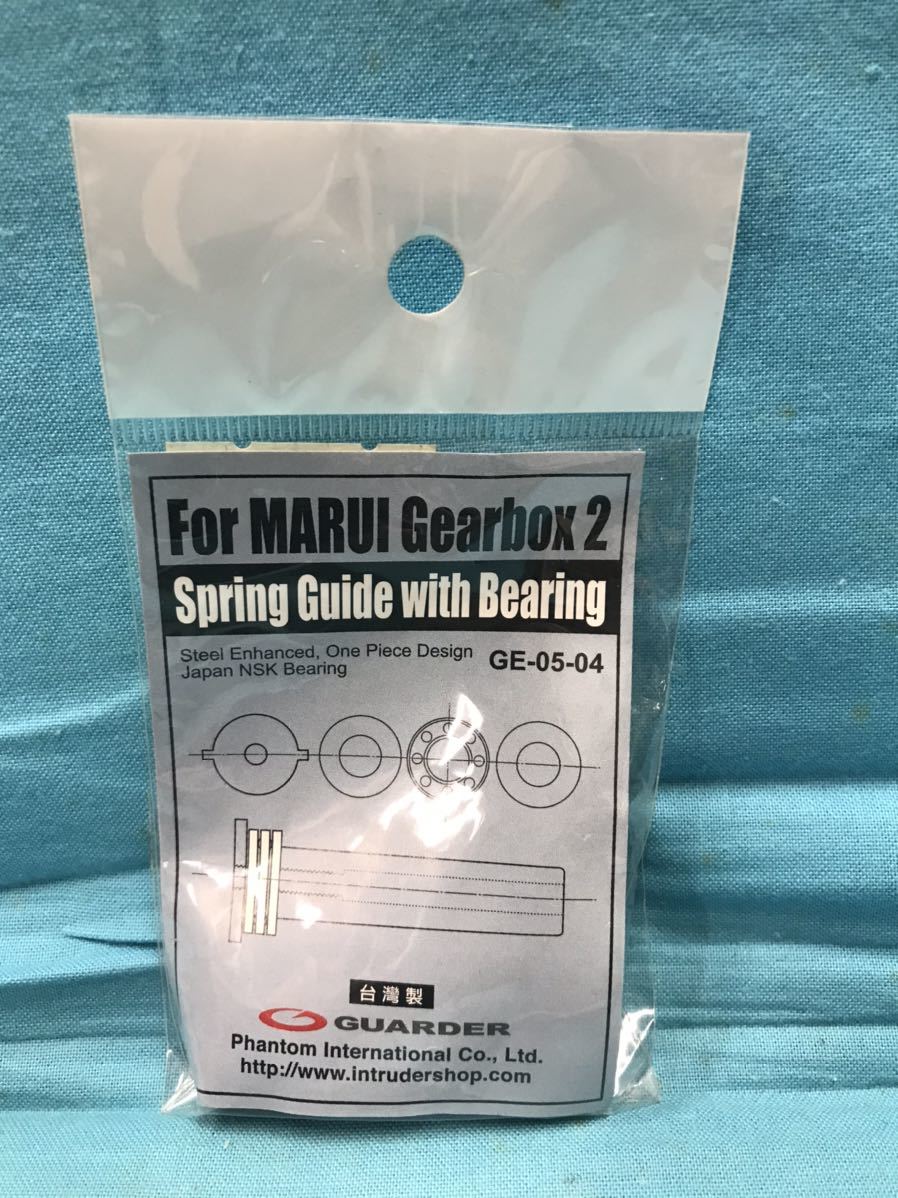 For MARUI Gearbox 2
Spring Guide with Bearing
Steel Enhanced, One Piece Design
Japan NSK Bearing
GE-05-04
台灣製
GUARDER
Phantom International Co., Ltd.
http://www.intrudershop.com